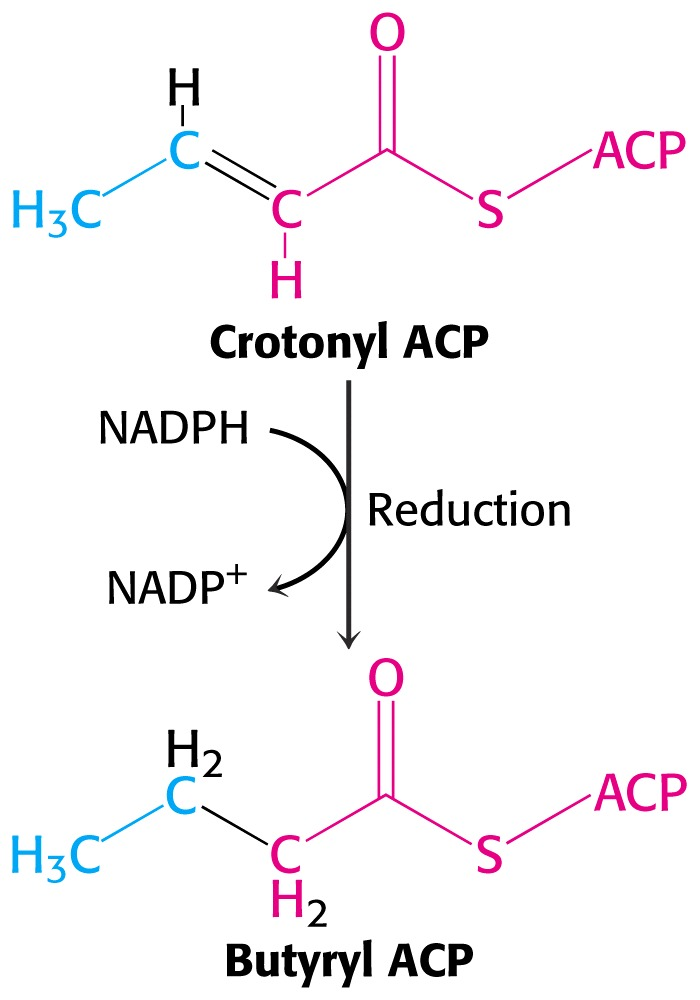 O
H
C
ACP
H₃C
C
S
H
Crotonyl ACP
NADPH
Reduction
NADP⁺
O
H₂
C
ACP
H₃C
C
S
H₂
Butyryl ACP